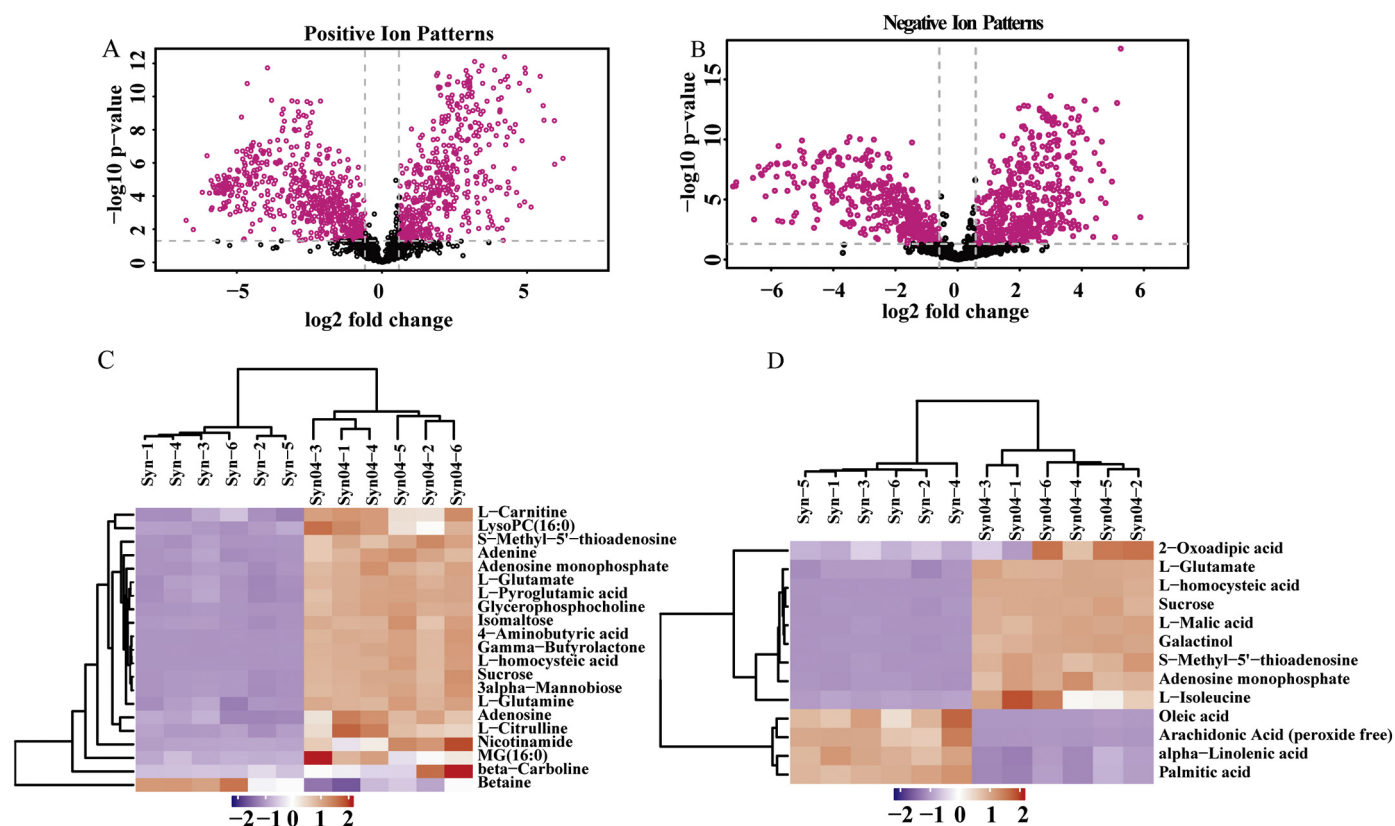 A
Positive Ion Patterns
−log10 p−value
12
10
8
6
4
2
0
−5
0
5
log2 fold change
B
Negative Ion Patterns
−log10 p−value
15
10
5
0
−6
−4
−2
0
2
4
6
log2 fold change
C
Syn−1
Syn−4
Syn−3
Syn−6
Syn−2
Syn−5
Syn04−3
Syn04−1
Syn04−4
Syn04−5
Syn04−2
Syn04−6
L−Carnitine
LysoPC(16:0)
S−Methyl−5'−thioadenosine
Adenine
Adenosine monophosphate
L−Glutamate
L−Pyroglutamic acid
Glycerophosphocholine
Isomaltose
4−Aminobutyric acid
Gamma−Butyrolactone
L−homocysteic acid
Sucrose
3alpha−Mannobiose
L−Glutamine
Adenosine
L−Citrulline
Nicotinamide
MG(16:0)
beta−Carboline
Betaine
−2 −1 0 1 2
D
Syn−5
Syn−1
Syn−3
Syn−6
Syn−2
Syn−4
Syn04−3
Syn04−1
Syn04−6
Syn04−4
Syn04−5
Syn04−2
2−Oxoadipic acid
L−Glutamate
L−homocysteic acid
Sucrose
L−Malic acid
Galactinol
S−Methyl−5'−thioadenosine
Adenosine monophosphate
L−Isoleucine
Oleic acid
Arachidonic Acid (peroxide free)
alpha−Linolenic acid
Palmitic acid
−2 −1 0 1 2